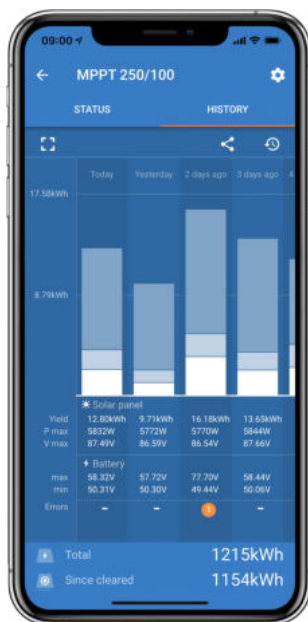 09:00
MPPT 250/100
STATUS HISTORY
Today Yesterday 2 days ago 3 days ago 4
17.58kWh
8.79kWh
Solar panel
Yield 12.80kWh 9.71kWh 16.18kWh 13.65kWh
P max 5832W 5772W 5770W 5844W
V max 87.49V 86.59V 86.54V 87.66V
Battery
max 58.32V 57.72V 77.70V 58.44V
min 50.31V 50.30V 49.44V 50.06V
Errors - - 1 -
Total 1215kWh
Since cleared 1154kWh